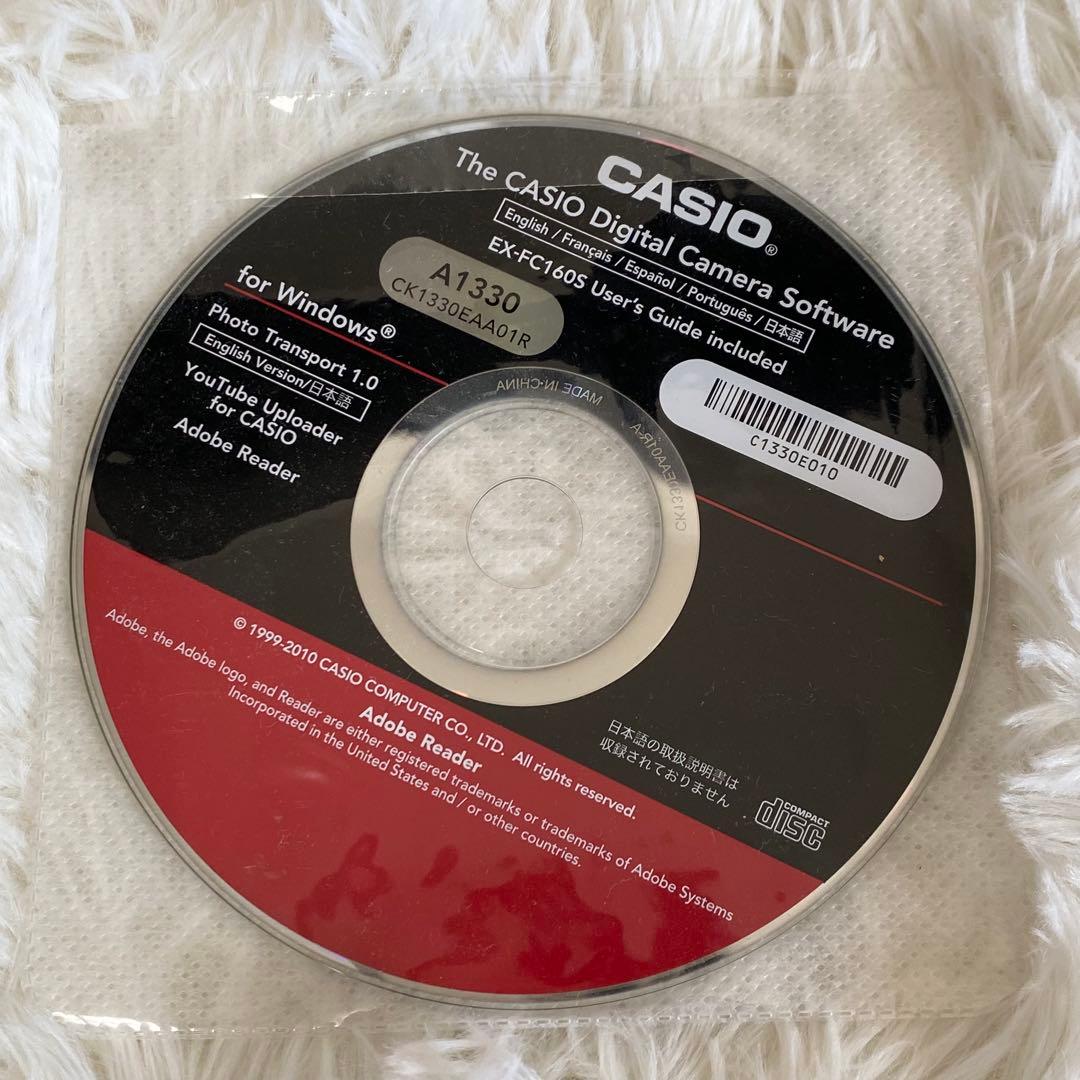 CASIO®
The CASIO Digital Camera Software
English / Français / Español / Português / 日本語
EX-FC160S User's Guide included
A1330
CK1330EAA01R
for Windows®
Photo Transport 1.0
English Version/日本語
YouTube Uploader
for CASIO
Adobe Reader
C1330E010
MADE IN CHINA
CK1330EAA01R-A
© 1999-2010 CASIO COMPUTER CO., LTD. All rights reserved.
Adobe Reader
Adobe, the Adobe logo, and Reader are either registered trademarks or trademarks of Adobe Systems
Incorporated in the United States and / or other countries.
日本語の取扱説明書は
収録されておりません
COMPACT
disc